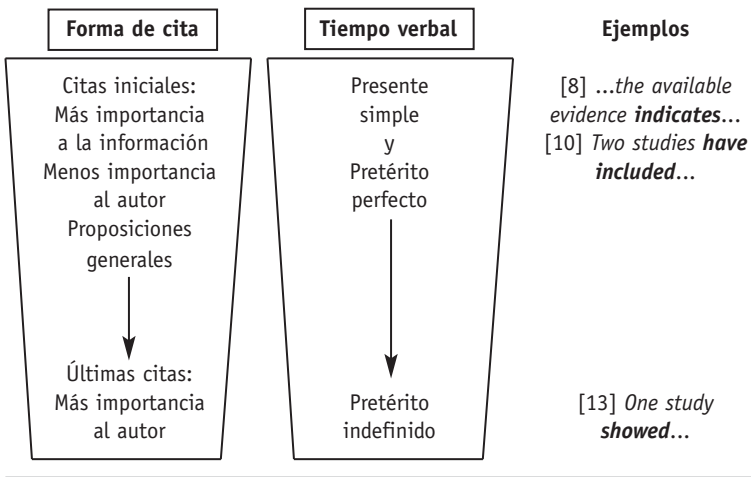 Forma de cita
Citas iniciales:
Más importancia
a la información
Menos importancia
al autor
Proposiciones
generales
Últimas citas:
Más importancia
al autor
Tiempo verbal
Presente
simple
y
Pretérito
perfecto
Pretérito
indefinido
Ejemplos
[8] ...the available
evidence indicates...
[10] Two studies have
included...
[13] One study
showed...